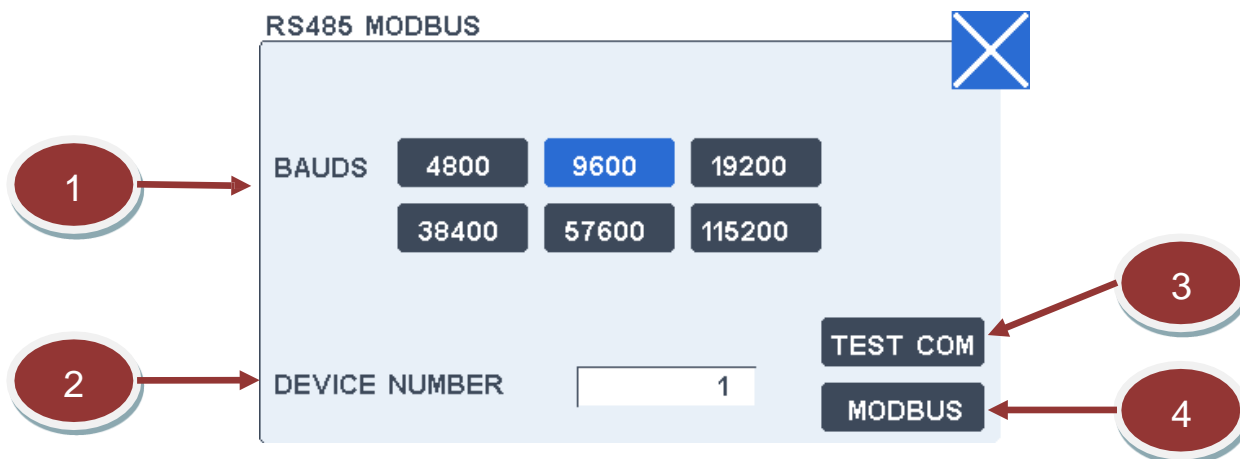 RS485 MODBUS
1
BAUDS 4800 9600 19200
38400 57600 115200
3
TEST COM
2
DEVICE NUMBER 1
MODBUS
4